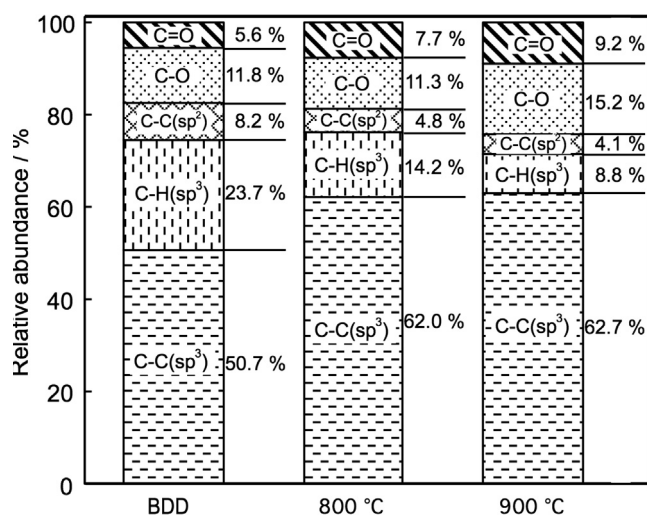 Relative abundance / %
100
80
60
40
20
0
C=O 5.6 %
C-O 11.8 %
C-C(sp²) 8.2 %
C-H(sp³) 23.7 %
C-C(sp³) 50.7 %
BDD
C=O 7.7 %
C-O 11.3 %
C-C(sp²) 4.8 %
C-H(sp³) 14.2 %
C-C(sp³) 62.0 %
800 °C
C=O 9.2 %
C-O 15.2 %
C-C(sp²) 4.1 %
C-H(sp³) 8.8 %
C-C(sp³) 62.7 %
900 °C